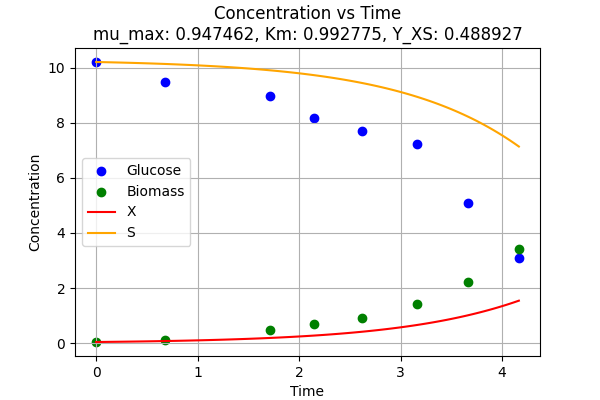 Concentration vs Time
mu_max: 0.947462, Km: 0.992775, Y_XS: 0.488927
10
8
6
4
2
0
Concentration
Glucose
Biomass
X
S
0 1 2 3 4
Time